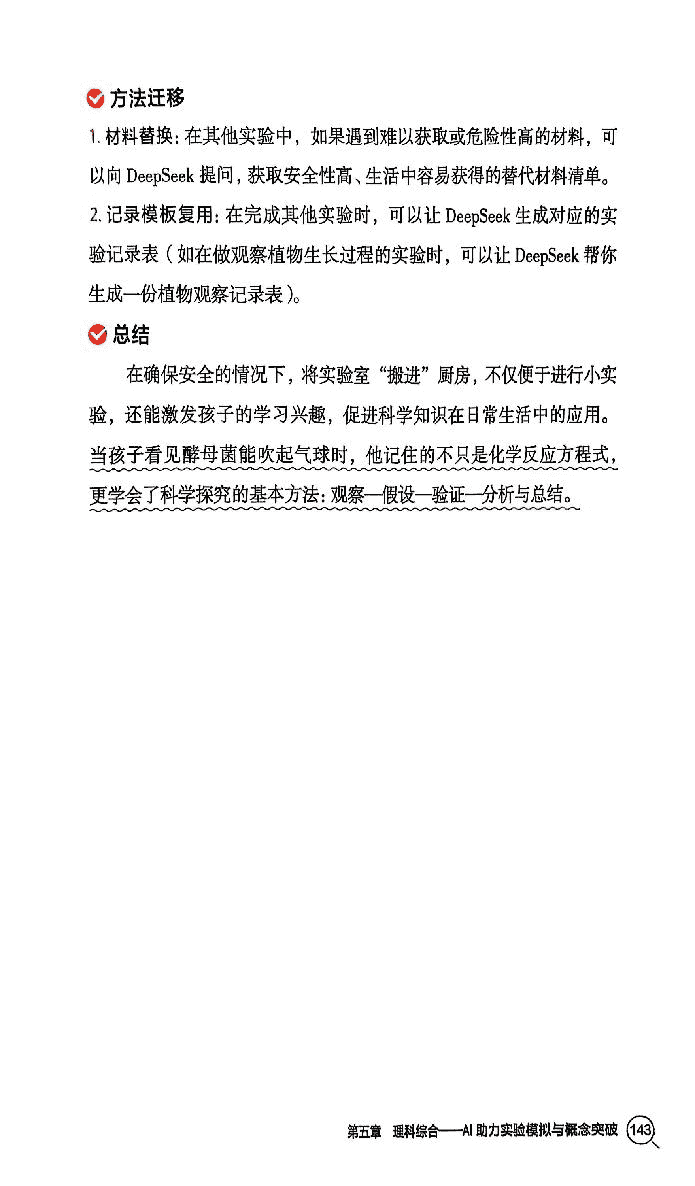 方法迁移
1. 材料替换：在其他实验中，如果遇到难以获取或危险性高的材料，可
以向 DeepSeek 提问，获取安全性高、生活中容易获得的替代材料清单。
2. 记录模板复用：在完成其他实验时，可以让 DeepSeek 生成对应的实
验记录表（如在做观察植物生长过程的实验时，可以让 DeepSeek 帮你
生成一份植物观察记录表）。
总结
在确保安全的情况下，将实验室“搬进”厨房，不仅便于进行小实
验，还能激发孩子的学习兴趣，促进科学知识在日常生活中的应用。
当孩子看见酵母菌能吹起气球时，他记住的不只是化学反应方程式，
更学会了科学探究的基本方法：观察—假设—验证—分析与总结。
第五章 理科综合——AI 助力实验模拟与概念突破 143